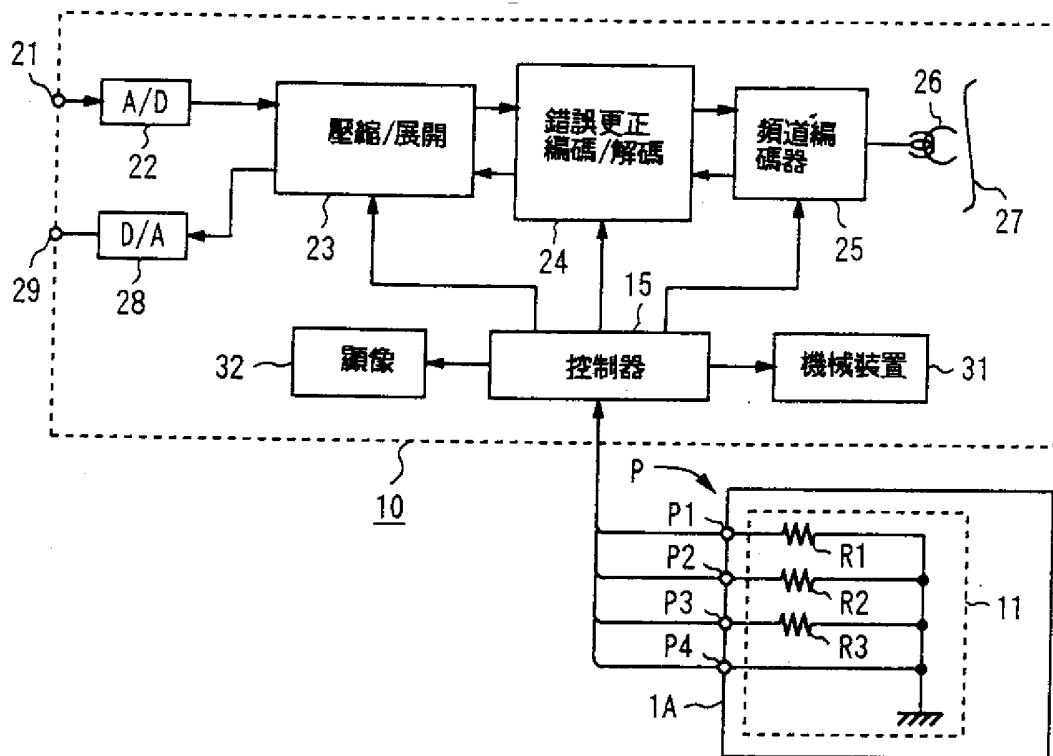 21
A/D
22
壓縮/展開
23
錯誤更正
編碼/解碼
24
頻道編
碼器
25
26
27
29
D/A
28
15
32
顯像
控制器
機械裝置
31
10
P
P1
R1
P2
R2
P3
R3
P4
11
1A